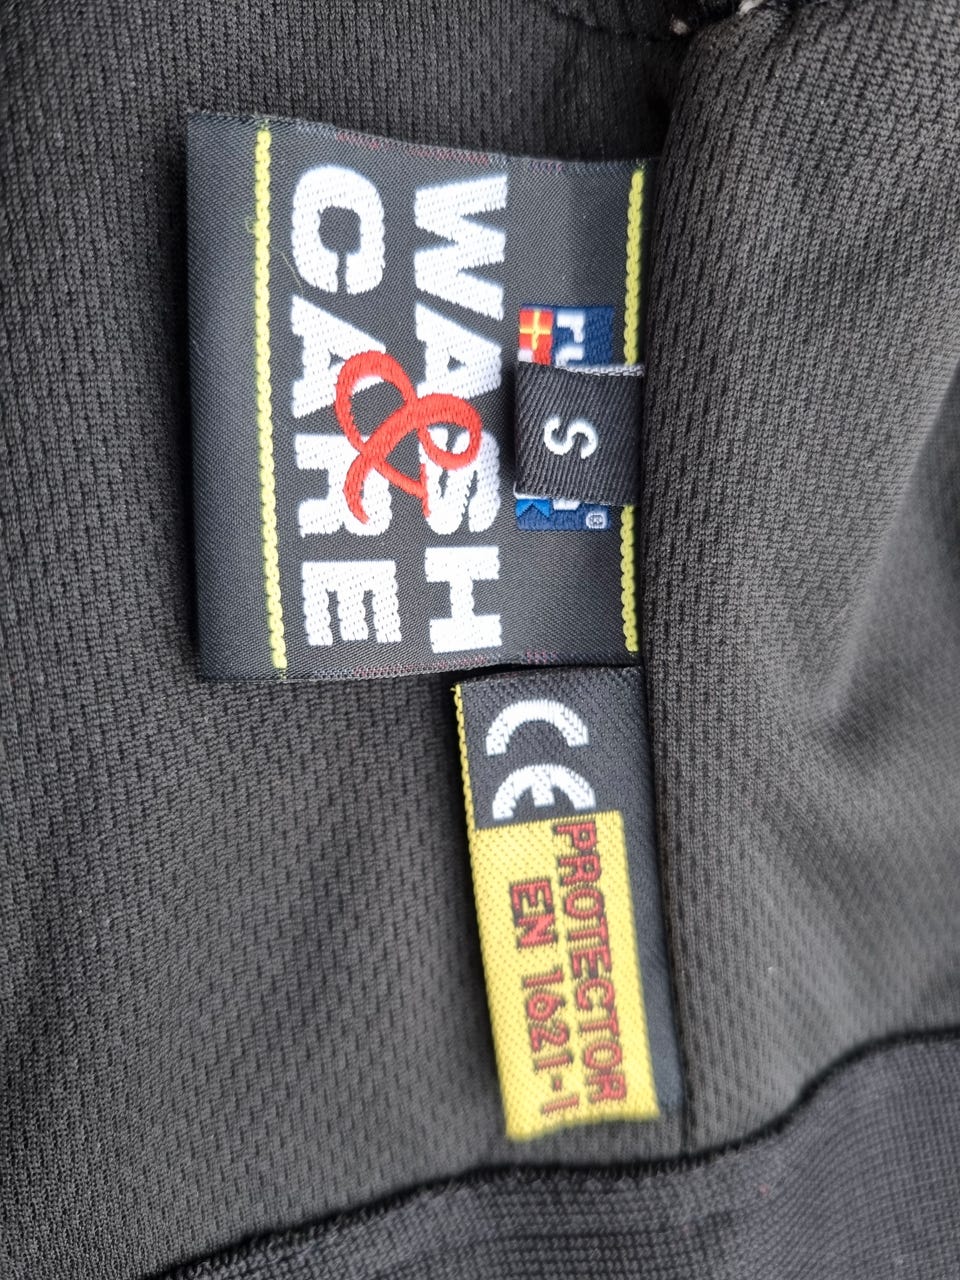 S
WASH
&
CARE
CE
PROTECTOR
EN 1621-1